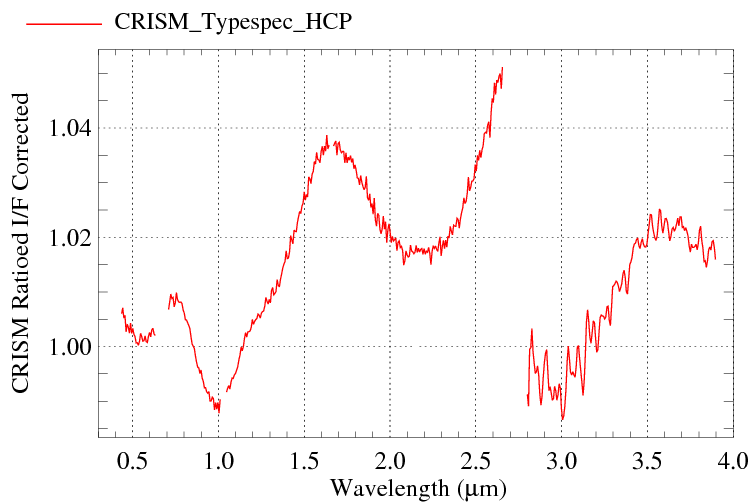 CRISM_Typespec_HCP
CRISM Ratioed I/F Corrected
1.04
1.02
1.00
0.5 1.0 1.5 2.0 2.5 3.0 3.5 4.0
Wavelength (μm)